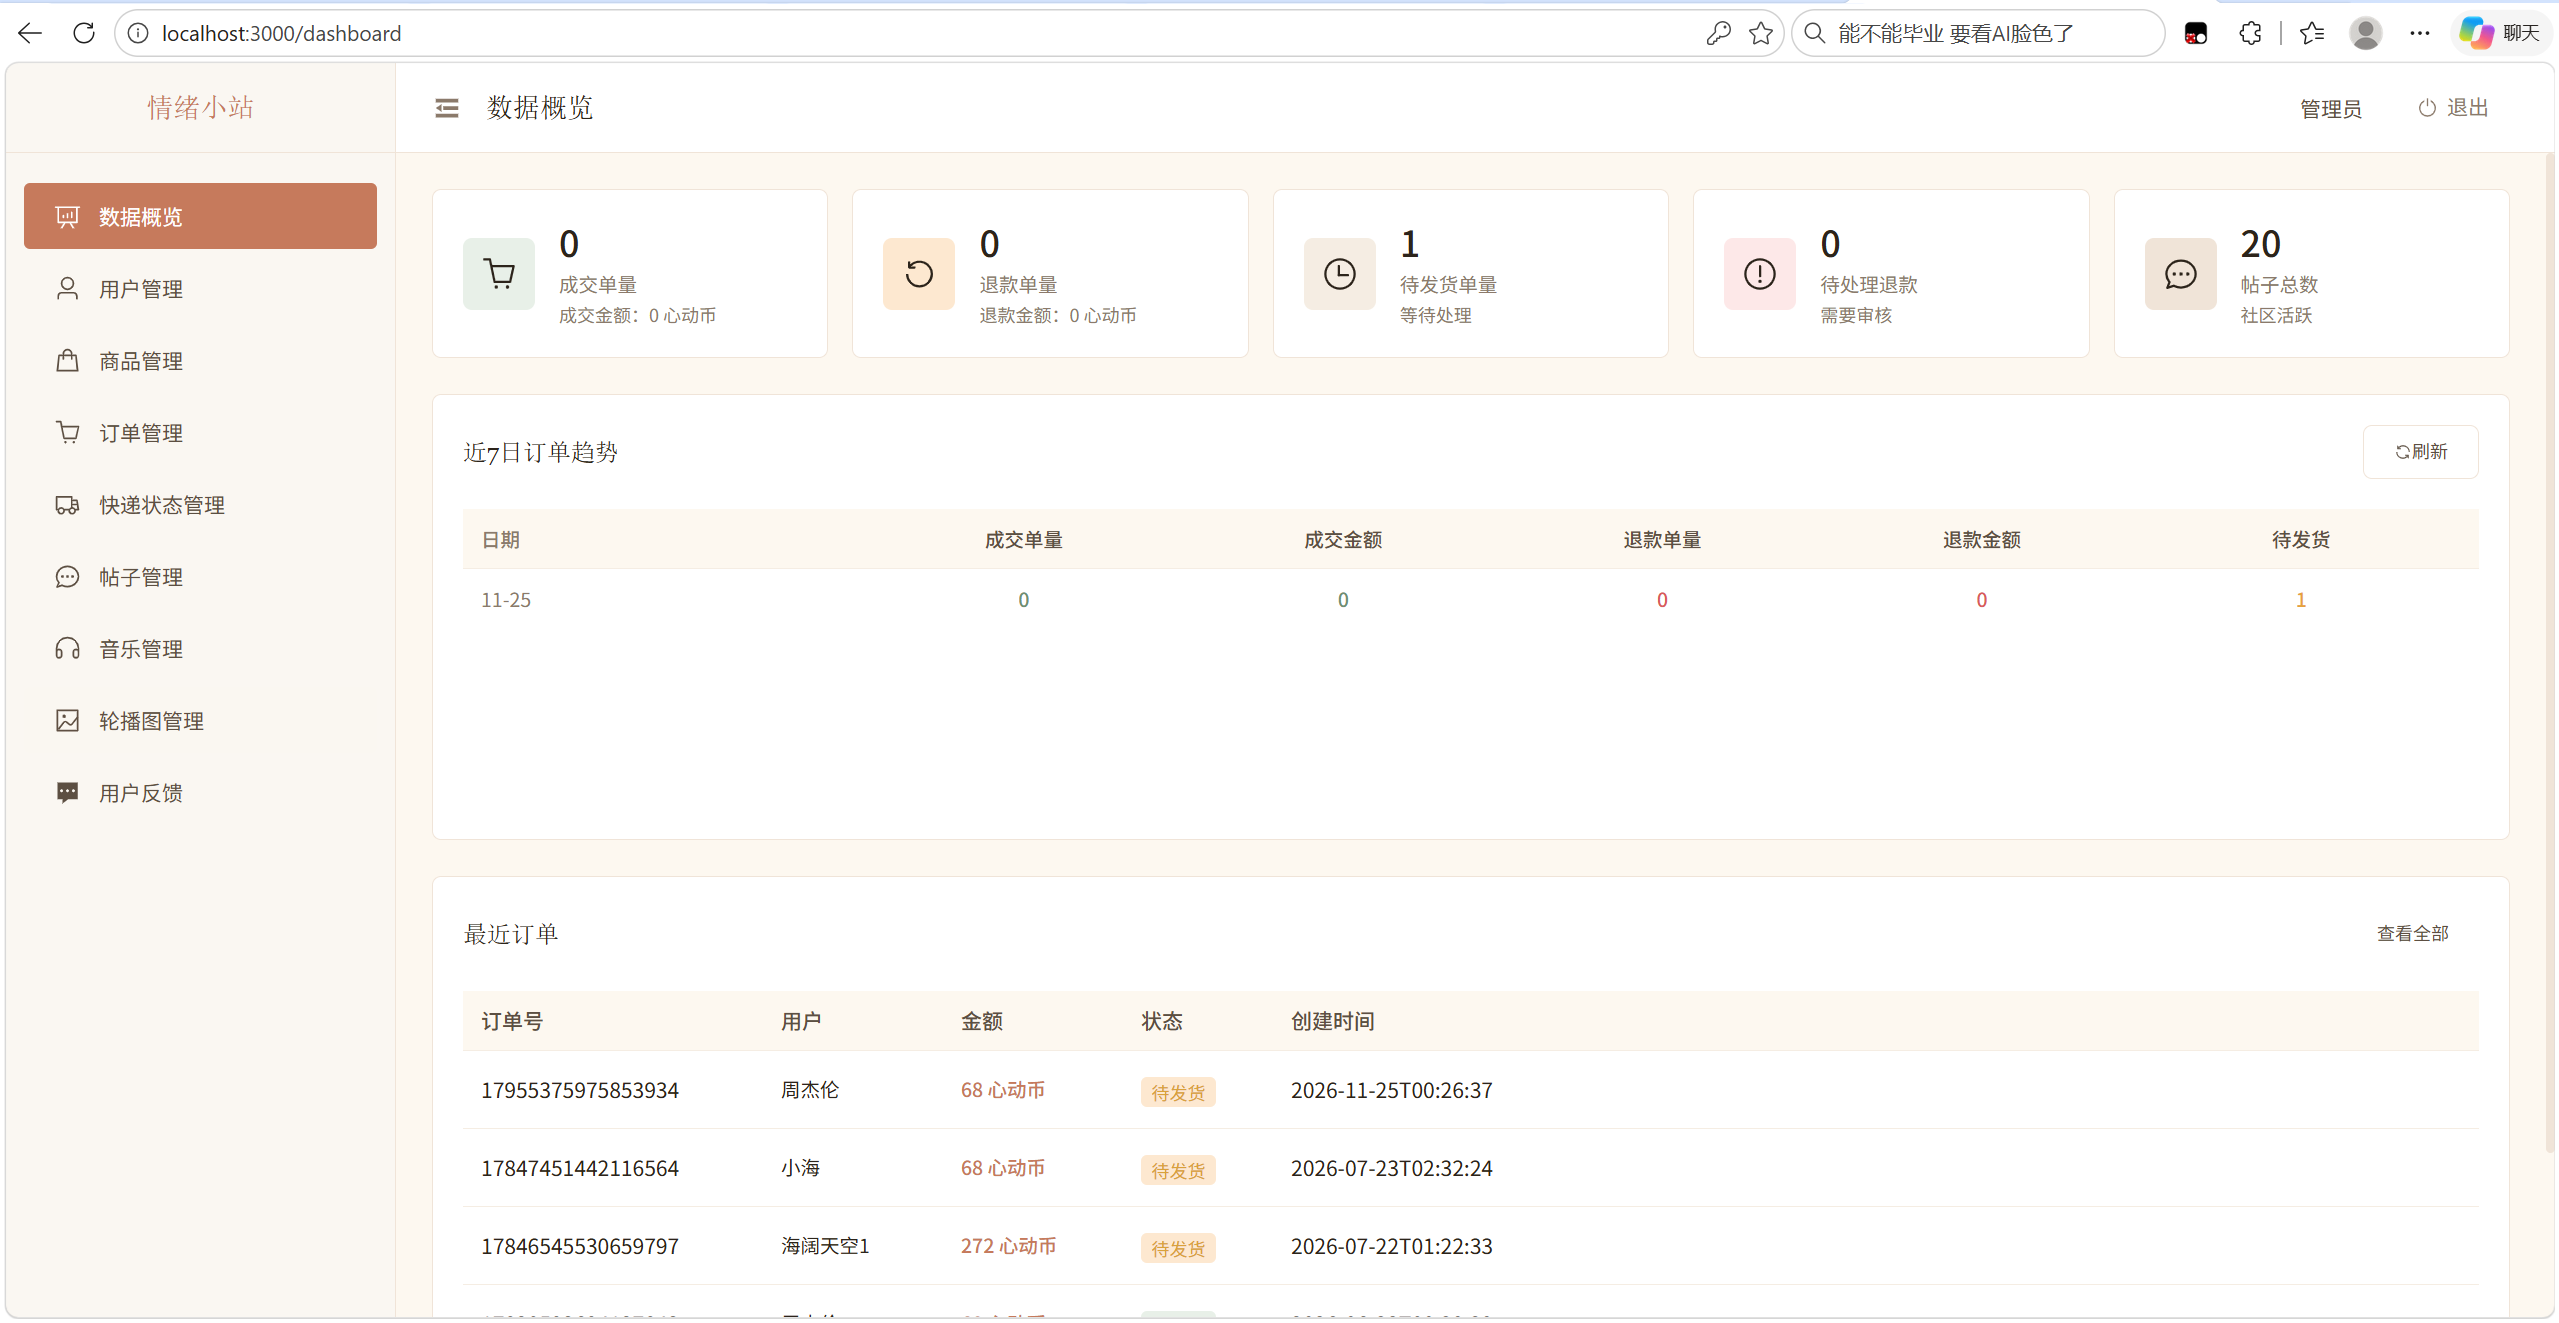 localhost:3000/dashboard
能不能毕业 要看AI脸色了
聊天
情绪小站
数据概览
管理员
退出
数据概览
用户管理
商品管理
订单管理
快递状态管理
帖子管理
音乐管理
轮播图管理
用户反馈
0
成交单量
成交金额：0 心动币
0
退款单量
退款金额：0 心动币
1
待发货单量
等待处理
0
待处理退款
需要审核
20
帖子总数
社区活跃
近7日订单趋势
刷新
日期 成交单量 成交金额 退款单量 退款金额 待发货
11-25 0 0 0 0 1
最近订单
查看全部
订单号 用户 金额 状态 创建时间
17955375975853934 周杰伦 68 心动币 待发货 2026-11-25T00:26:37
17847451442116564 小海 68 心动币 待发货 2026-07-23T02:32:24
17846545530659797 海阔天空1 272 心动币 待发货 2026-07-22T01:22:33